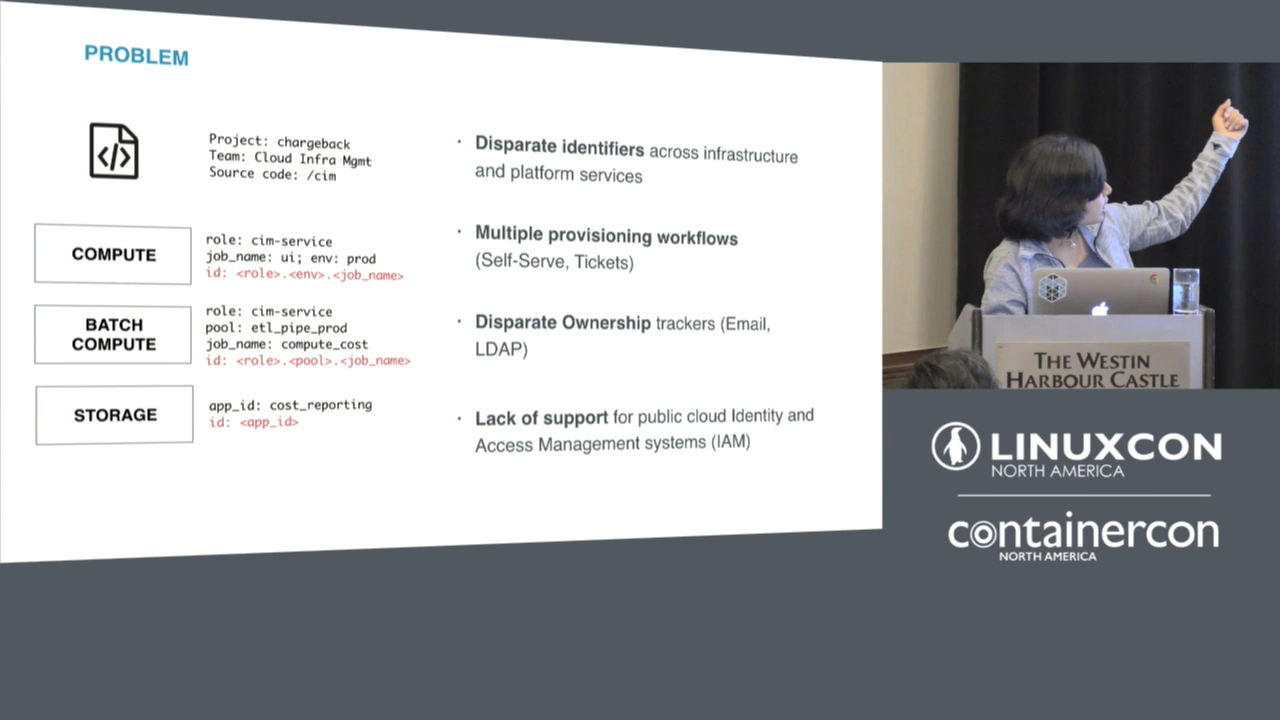 PROBLEM
Project: chargeback
Team: Cloud Infra Mgmt
Source code: /cim
COMPUTE
role: cim-service
job_name: ui; env: prod
id: <role>.<env>.<job_name>
BATCH
COMPUTE
role: cim-service
pool: etl_pipe_prod
job_name: compute_cost
id: <role>.<pool>.<job_name>
STORAGE
app_id: cost_reporting
id: <app_id>
· Disparate identifiers across infrastructure
and platform services
· Multiple provisioning workflows
(Self-Serve, Tickets)
· Disparate Ownership trackers (Email,
LDAP)
· Lack of support for public cloud Identity and
Access Management systems (IAM)
THE WESTIN
HARBOUR CASTLE
LINUXCON
NORTH AMERICA
containercon
NORTH AMERICA